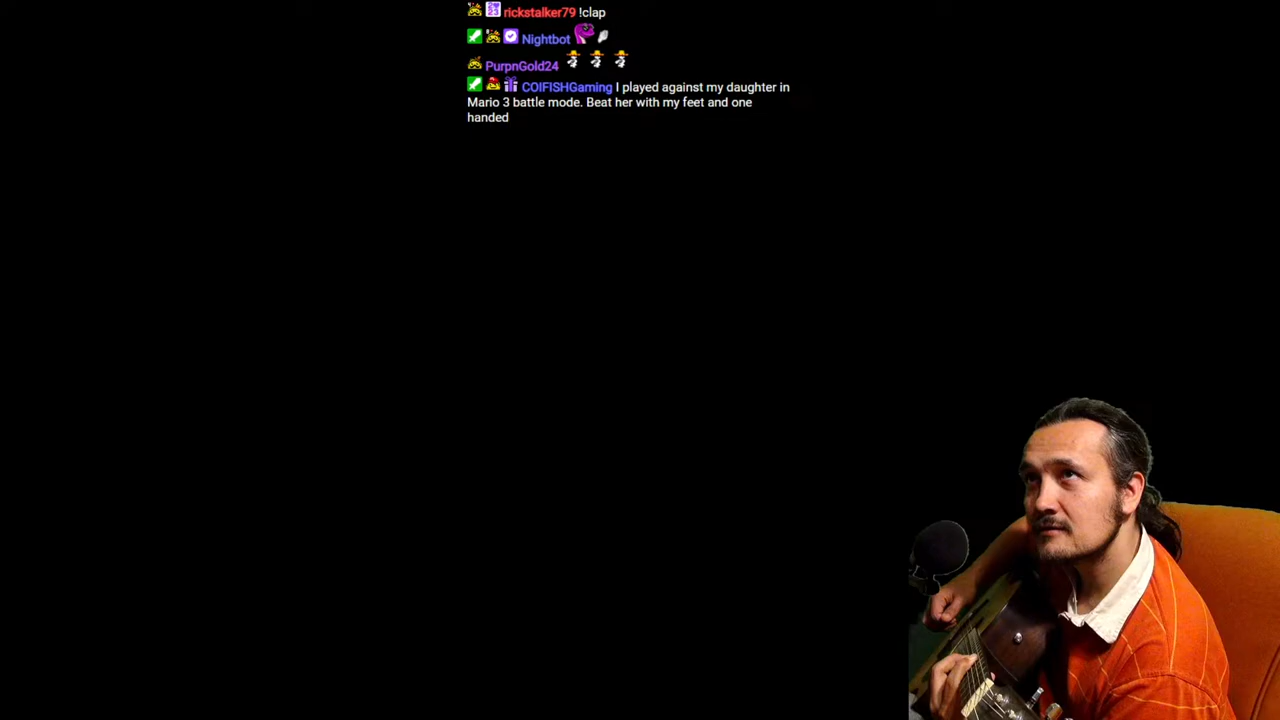 rickstalker79 !clap
Nightbot
PurpnGold24
COIFISHGaming I played against my daughter in
Mario 3 battle mode. Beat her with my feet and one
handed